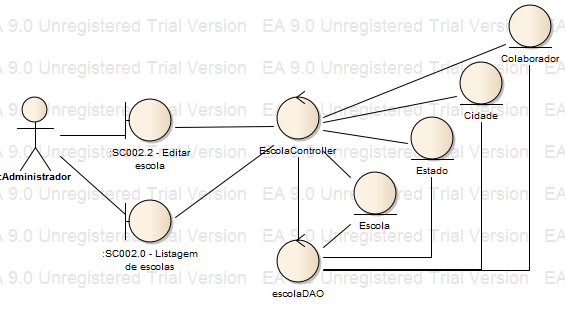 EA 9.0 Unregistered Trial Version EA 9.0 Unregistered Trial Version
Colaborador
EA 9.0 Unregistered Trial Version EA 9.0 Unregistered Trial Version
Cidade
EA 9.0 Unregistered Trial Version EA 9.0 Unregistered Trial Version
:SC002.2 - Editar
escola
EscolaController
EA 9.0 Unregistered Trial Version EA 9.0 Unregistered Trial Version
Estado
:Administrador
EA 9.0 Unregistered Trial Version EA 9.0 Unregistered Trial Version
Escola
EA 9.0 Unregistered Trial Version EA 9.0 Unregistered Trial Version
:SC002.0 - Listagem
de escolas
EA 9.0 Unregistered Trial Version EA 9.0 Unregistered Trial Version
escolaDAO